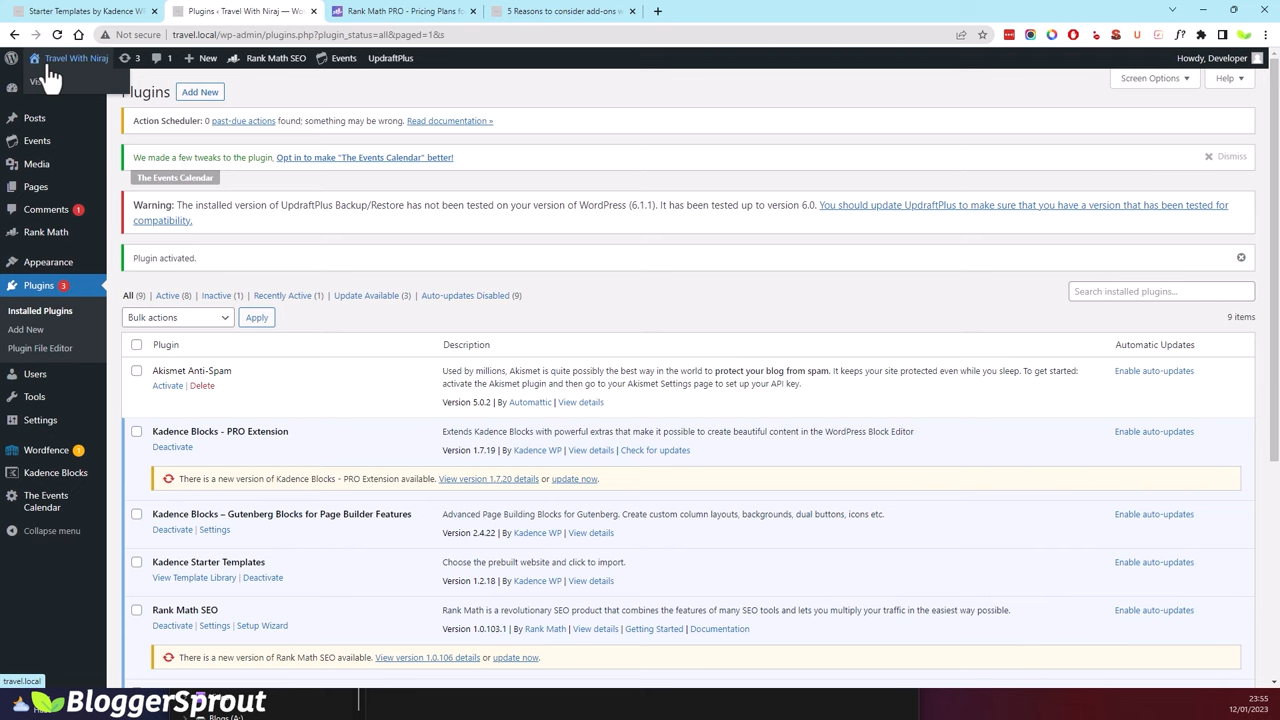 Starter Templates by Kadence W
Plugins ‹ Travel With Niraj — Wo
Rank Math PRO - Pricing Plans fo
5 Reasons to consider add-ons w
Not secure | travel.local/wp-admin/plugins.php?plugin_status=all&paged=1&s
Travel With Niraj
3
1
New
Rank Math SEO
Events
UpdraftPlus
Howdy, Developer
Screen Options
Help
Posts
Events
Media
Pages
Comments 1
Rank Math
Appearance
Plugins 3
Installed Plugins
Add New
Plugin File Editor
Users
Tools
Settings
Wordfence 1
Kadence Blocks
The Events
Calendar
Collapse menu
Plugins Add New
Action Scheduler: 0 past-due actions found; something may be wrong. Read documentation »
We made a few tweaks to the plugin, Opt in to make "The Events Calendar" better!
Dismiss
The Events Calendar
Warning: The installed version of UpdraftPlus Backup/Restore has not been tested on your version of WordPress (6.1.1). It has been tested up to version 6.0. You should update UpdraftPlus to make sure that you have a version that has been tested for
compatibility.
Plugin activated.
All (9) | Active (8) | Inactive (1) | Recently Active (1) | Update Available (3) | Auto-updates Disabled (9)
Search installed plugins...
Bulk actions Apply
9 items
Plugin Description Automatic Updates
Akismet Anti-Spam
Activate | Delete
Used by millions, Akismet is quite possibly the best way in the world to protect your blog from spam. It keeps your site protected even while you sleep. To get started:
activate the Akismet plugin and then go to your Akismet Settings page to set up your API key.
Version 5.0.2 | By Automattic | View details
Enable auto-updates
Kadence Blocks - PRO Extension
Deactivate
Extends Kadence Blocks with powerful extras that make it possible to create beautiful content in the WordPress Block Editor
Version 1.7.19 | By Kadence WP | View details | Check for updates
Enable auto-updates
There is a new version of Kadence Blocks - PRO Extension available. View version 1.7.20 details or update now.
Kadence Blocks – Gutenberg Blocks for Page Builder Features
Deactivate | Settings
Advanced Page Building Blocks for Gutenberg. Create custom column layouts, backgrounds, dual buttons, icons etc.
Version 2.4.22 | By Kadence WP | View details
Enable auto-updates
Kadence Starter Templates
View Template Library | Deactivate
Choose the prebuilt website and click to import.
Version 1.2.18 | By Kadence WP | View details
Enable auto-updates
Rank Math SEO
Deactivate | Settings | Setup Wizard
Rank Math is a revolutionary SEO product that combines the features of many SEO tools and lets you multiply your traffic in the easiest way possible.
Version 1.0.103.1 | By Rank Math | View details | Getting Started | Documentation
Enable auto-updates
There is a new version of Rank Math SEO available. View version 1.0.106 details or update now.
travel.local
BloggerSprout
Blogs (A:)
23:55
12/01/2023